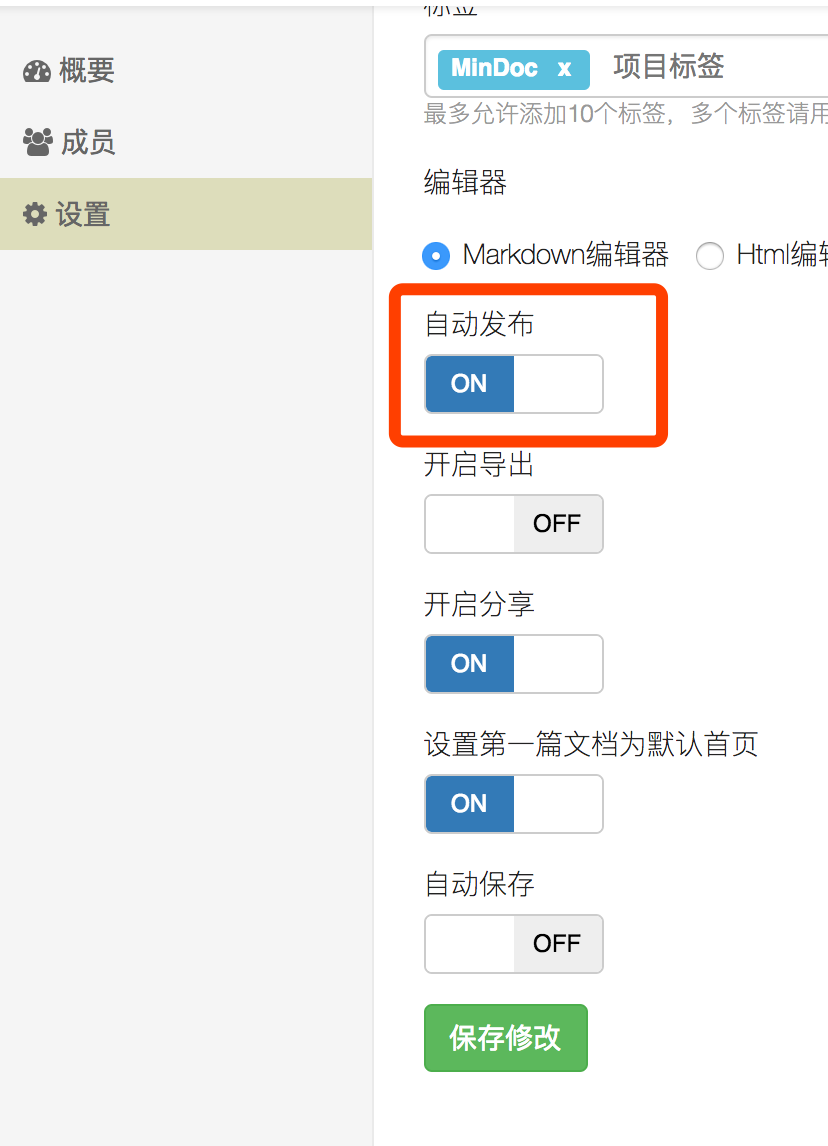 概要
成员
设置
标签
MinDoc x 项目标签
最多允许添加10个标签，多个标签请用
编辑器
Markdown编辑器 Html编辑
自动发布
ON
开启导出
OFF
开启分享
ON
设置第一篇文档为默认首页
ON
自动保存
OFF
保存修改